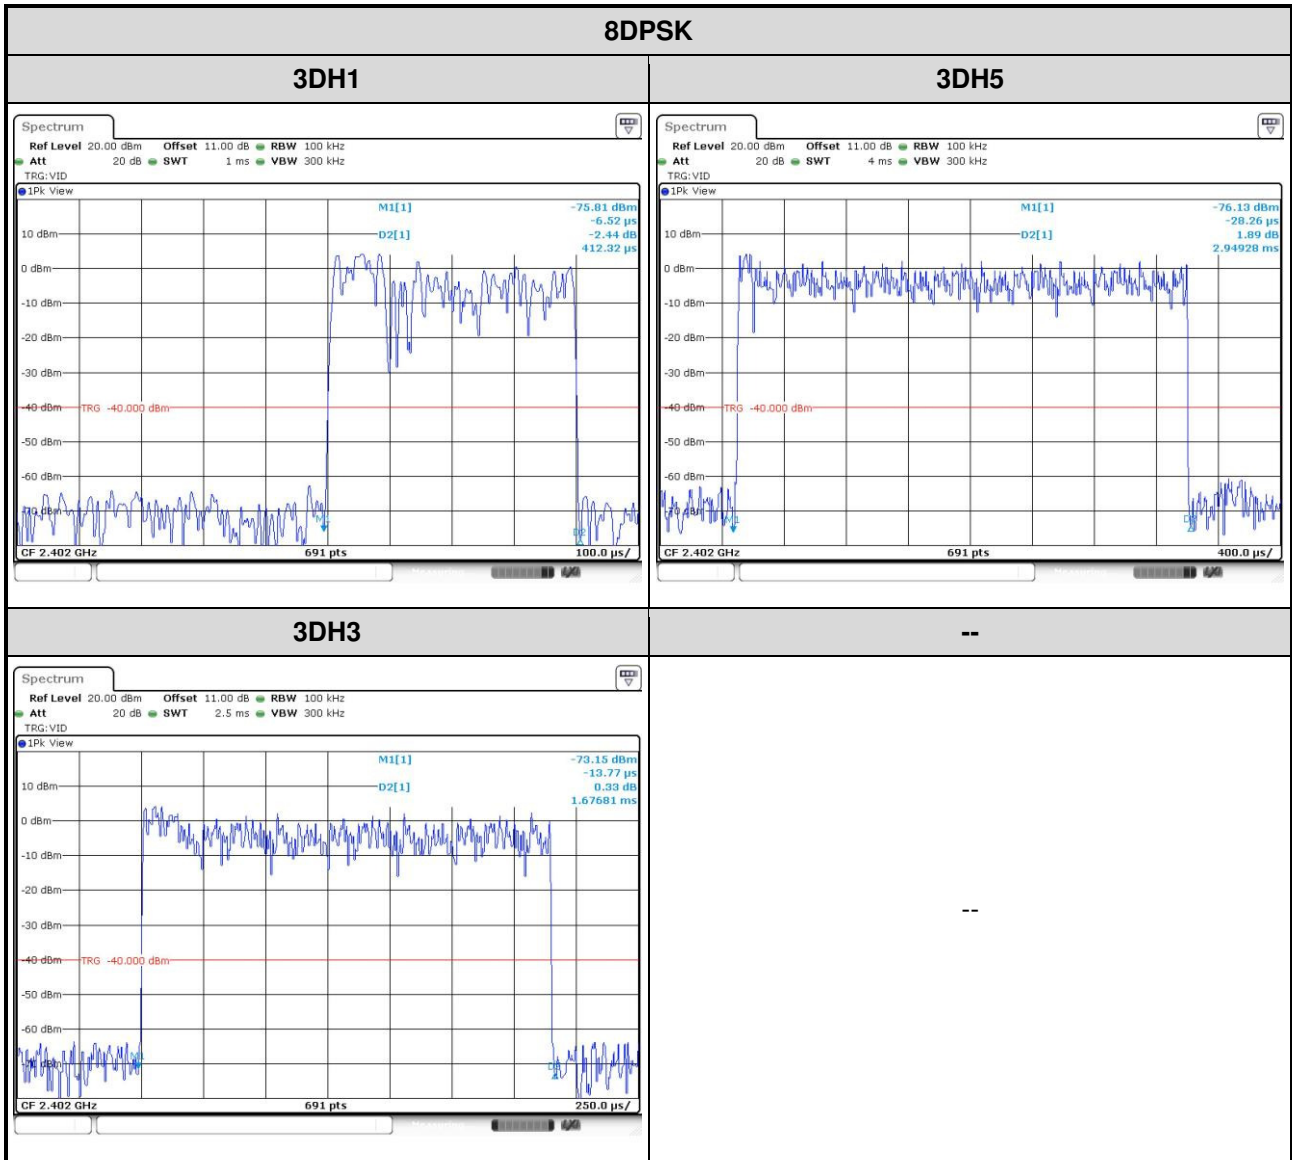 8DPSK
3DH1
3DH5
Spectrum
Ref Level 20.00 dBm Offset 11.00 dB RBW 100 kHz
Att 20 dB SWT 1 ms VBW 300 kHz
TRG:VID
1Pk View
M1[1] -75.81 dBm
-6.52 µs
D2[1] -2.44 dB
412.32 µs
10 dBm
0 dBm
-10 dBm
-20 dBm
-30 dBm
-40 dBm TRG -40.000 dBm
-50 dBm
-60 dBm
-70 dBm
D2
CF 2.402 GHz 691 pts 100.0 µs/
Spectrum
Ref Level 20.00 dBm Offset 11.00 dB RBW 100 kHz
Att 20 dB SWT 4 ms VBW 300 kHz
TRG:VID
1Pk View
M1[1] -76.13 dBm
-28.26 µs
D2[1] 1.89 dB
2.94928 ms
10 dBm
0 dBm
-10 dBm
-20 dBm
-30 dBm
-40 dBm TRG -40.000 dBm
-50 dBm
-60 dBm
-70 dBm
M1
CF 2.402 GHz 691 pts 400.0 µs/
3DH3
--
Spectrum
Ref Level 20.00 dBm Offset 11.00 dB RBW 100 kHz
Att 20 dB SWT 2.5 ms VBW 300 kHz
TRG:VID
1Pk View
M1[1] -73.15 dBm
-13.77 µs
D2[1] 0.33 dB
1.67681 ms
10 dBm
0 dBm
-10 dBm
-20 dBm
-30 dBm
-40 dBm TRG -40.000 dBm
-50 dBm
-60 dBm
-70 dBm
M1
CF 2.402 GHz 691 pts 250.0 µs/
--